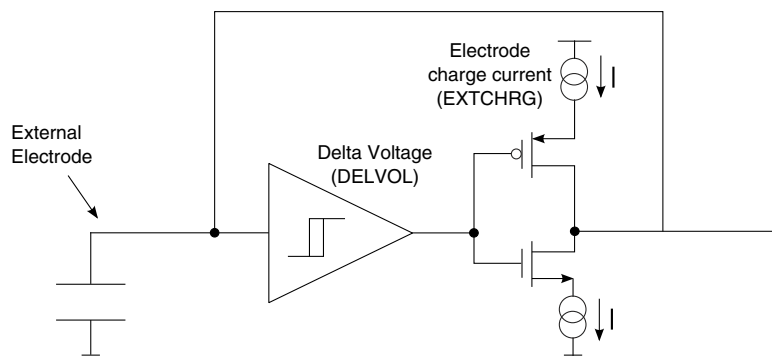 Electrode
charge current
(EXTCHRG)
I
External
Electrode
Delta Voltage
(DELVOL)
I